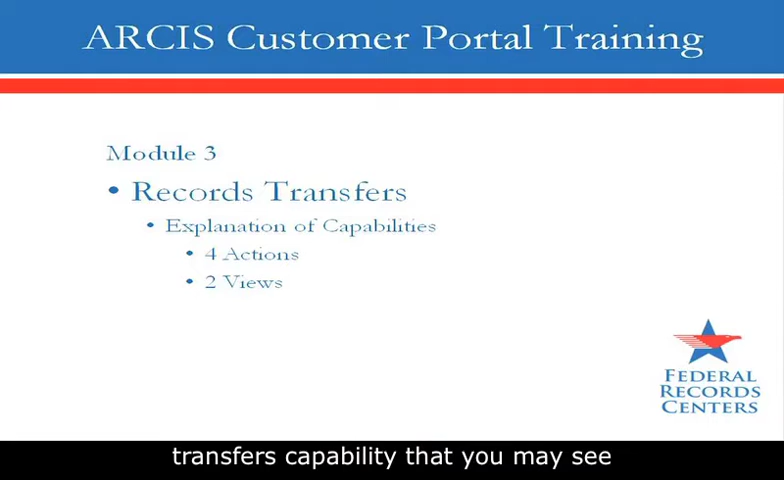 ARCIS Customer Portal Training
Module 3
• Records Transfers
• Explanation of Capabilities
• 4 Actions
• 2 Views
FEDERAL
RECORDS
CENTERS
transfers capability that you may see